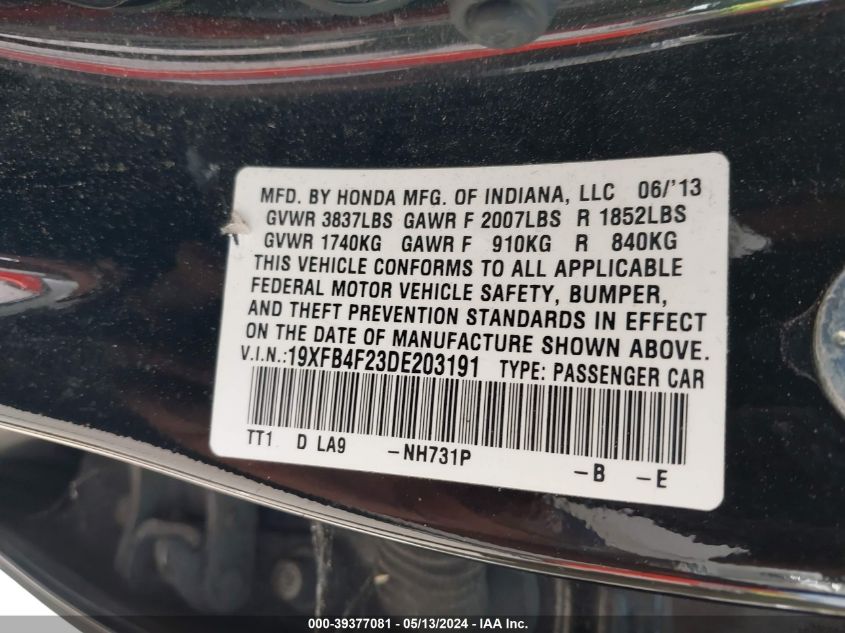 MFD. BY HONDA MFG. OF INDIANA, LLC 06/'13
GVWR 3837LBS GAWR F 2007LBS R 1852LBS
GVWR 1740KG GAWR F 910KG R 840KG
THIS VEHICLE CONFORMS TO ALL APPLICABLE
FEDERAL MOTOR VEHICLE SAFETY, BUMPER,
AND THEFT PREVENTION STANDARDS IN EFFECT
ON THE DATE OF MANUFACTURE SHOWN ABOVE.
V.I.N.:19XFB4F23DE203191 TYPE: PASSENGER CAR
TT1 D LA9 -NH731P -B -E
000-39377081 - 05/13/2024 - IAA Inc.